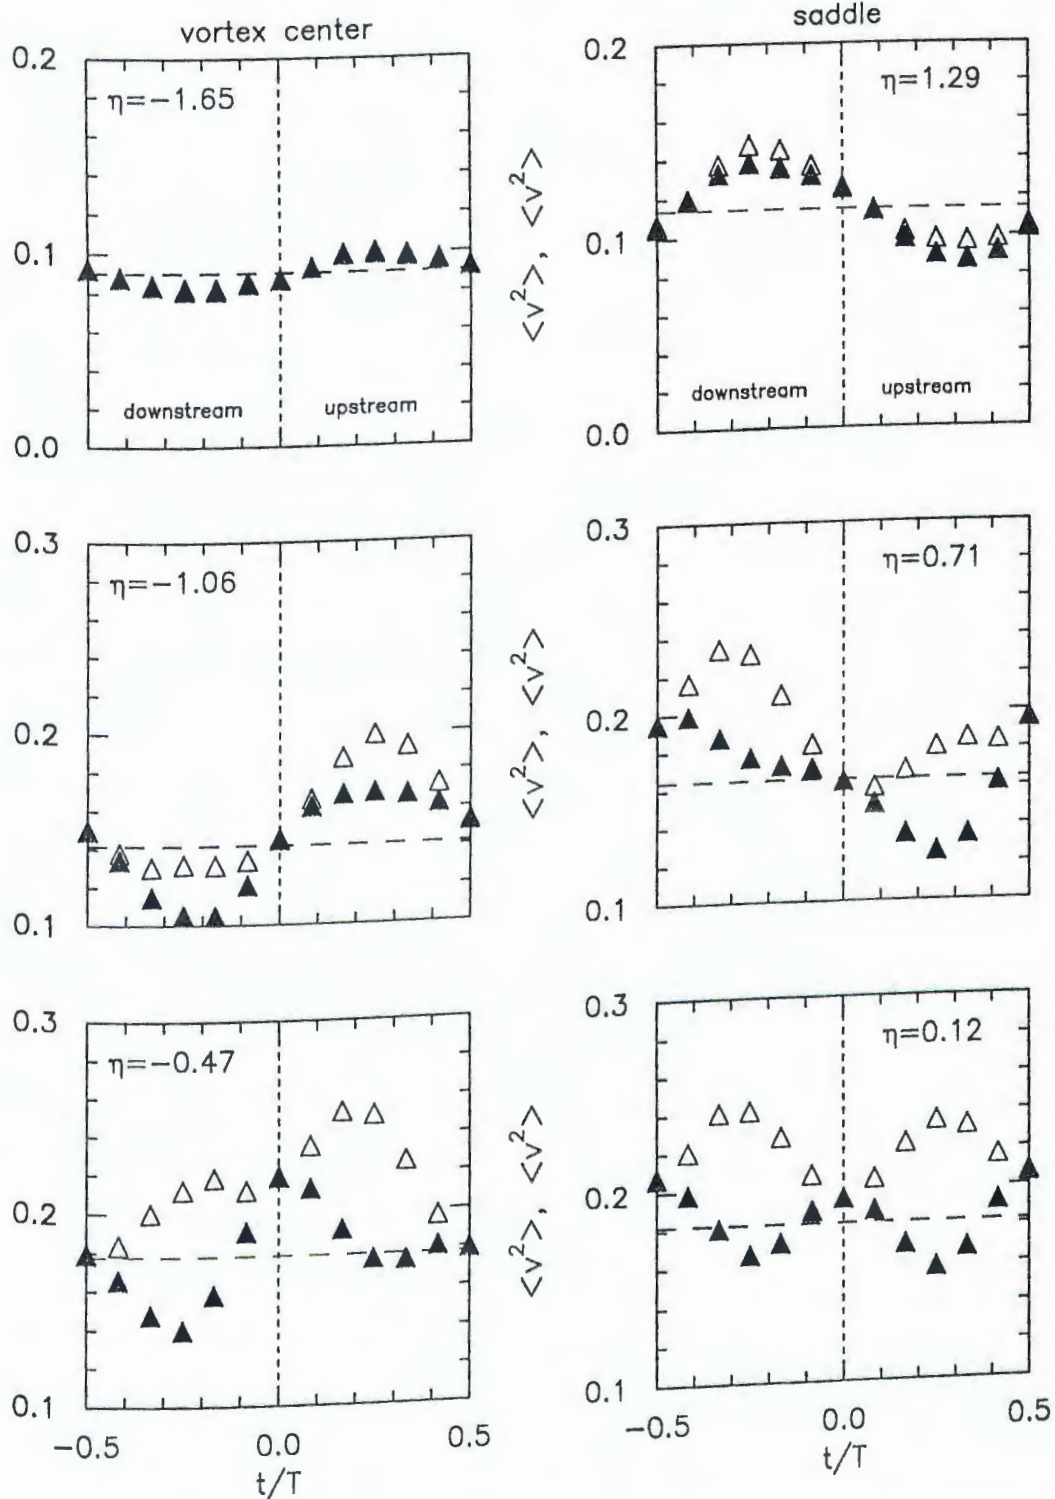 vortex center
0.2
η=−1.65
0.1
downstream
upstream
0.0
<v²>, <v²>
saddle
0.2
η=1.29
0.1
downstream
upstream
0.0
0.3
η=−1.06
0.2
0.1
<v²>, <v²>
0.3
η=0.71
0.2
0.1
0.3
η=−0.47
0.2
0.1
−0.5
0.0
0.5
t/T
<v²>, <v²>
0.3
η=0.12
0.2
0.1
−0.5
0.0
0.5
t/T